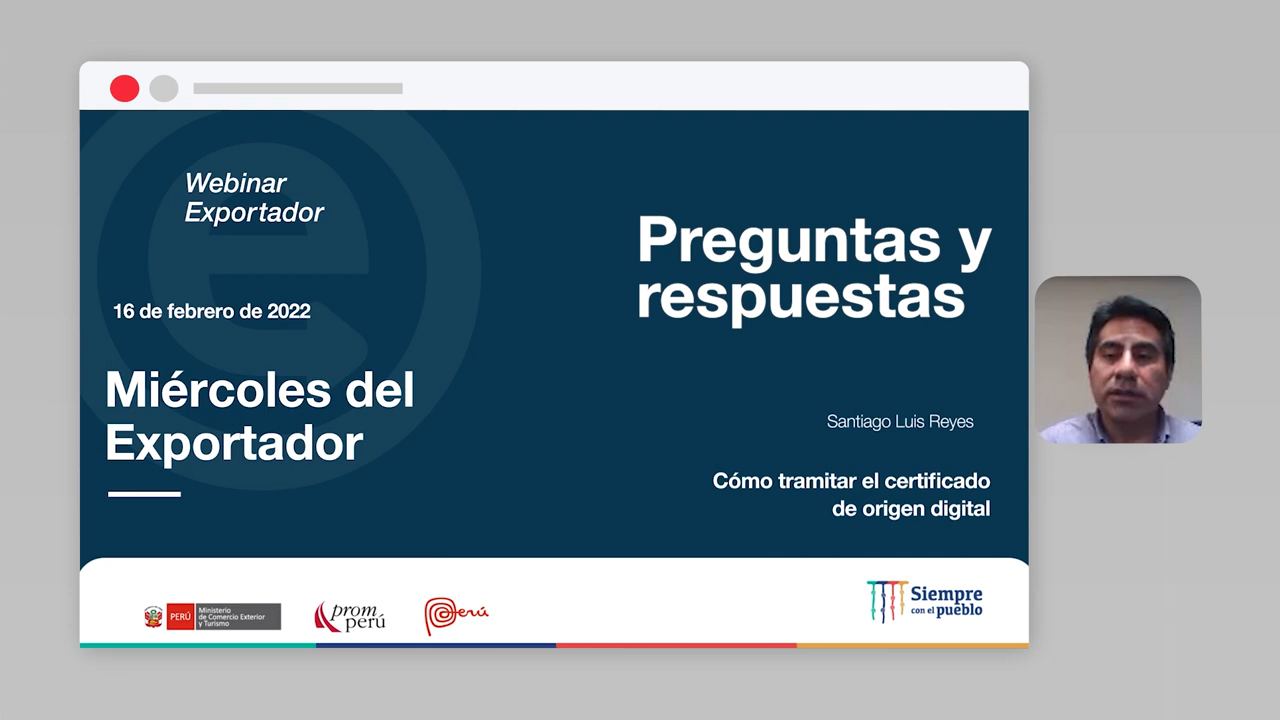 Webinar
Exportador
16 de febrero de 2022
Miércoles del
Exportador
Preguntas y
respuestas
Santiago Luis Reyes
Cómo tramitar el certificado
de origen digital
PERÚ
Ministerio
de Comercio Exterior
y Turismo
prom
perú
Perú
Siempre
con el pueblo